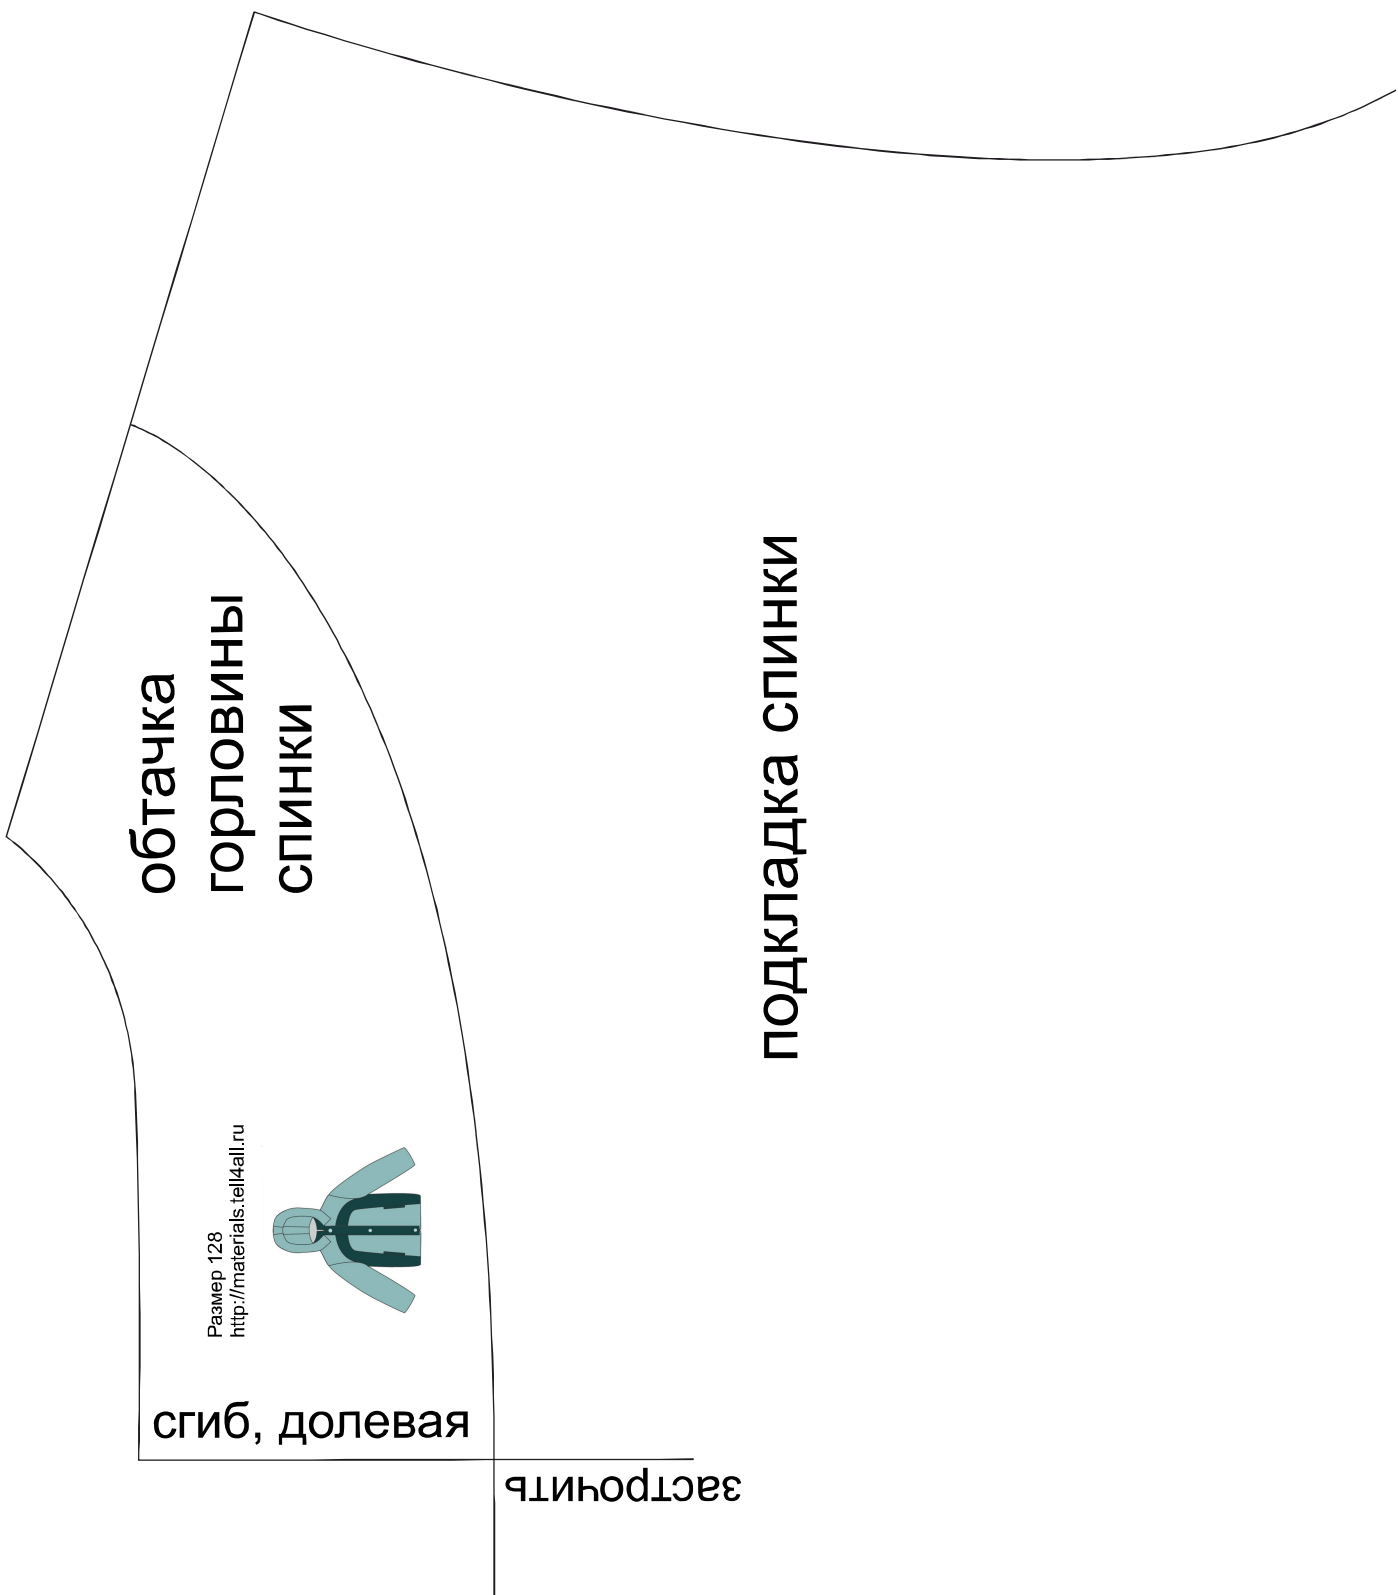 обтачка
горловины
спинки
подкладка спинки
Размер 128
http://materials.tell4all.ru
сгиб, долевая
застрочить